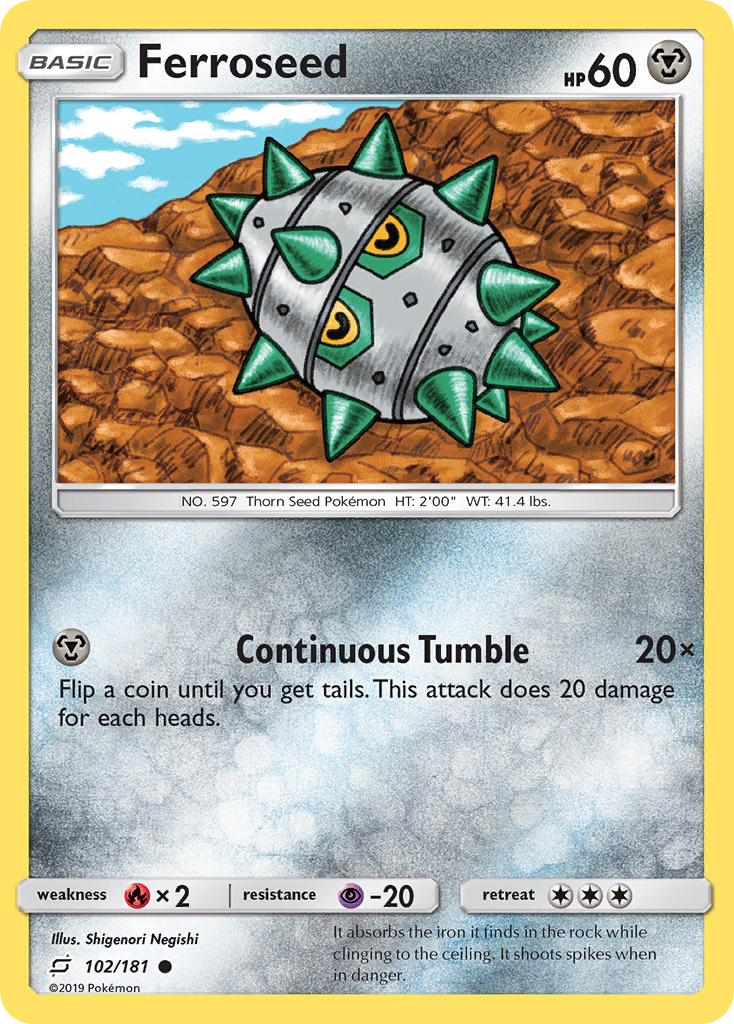 BASIC Ferroseed HP60
NO. 597 Thorn Seed Pokémon HT: 2'00" WT: 41.4 lbs.
Continuous Tumble 20×
Flip a coin until you get tails. This attack does 20 damage
for each heads.
weakness ×2 resistance -20 retreat
Illus. Shigenori Negishi
102/181
©2019 Pokémon
It absorbs the iron it finds in the rock while
clinging to the ceiling. It shoots spikes when
in danger.